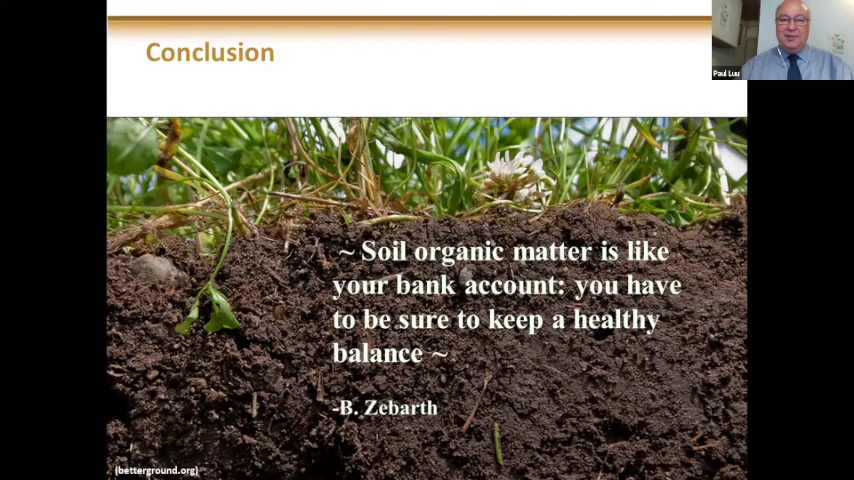 Conclusion
Paul Luu
~ Soil organic matter is like
your bank account: you have
to be sure to keep a healthy
balance ~
-B. Zebarth
(betterground.org)